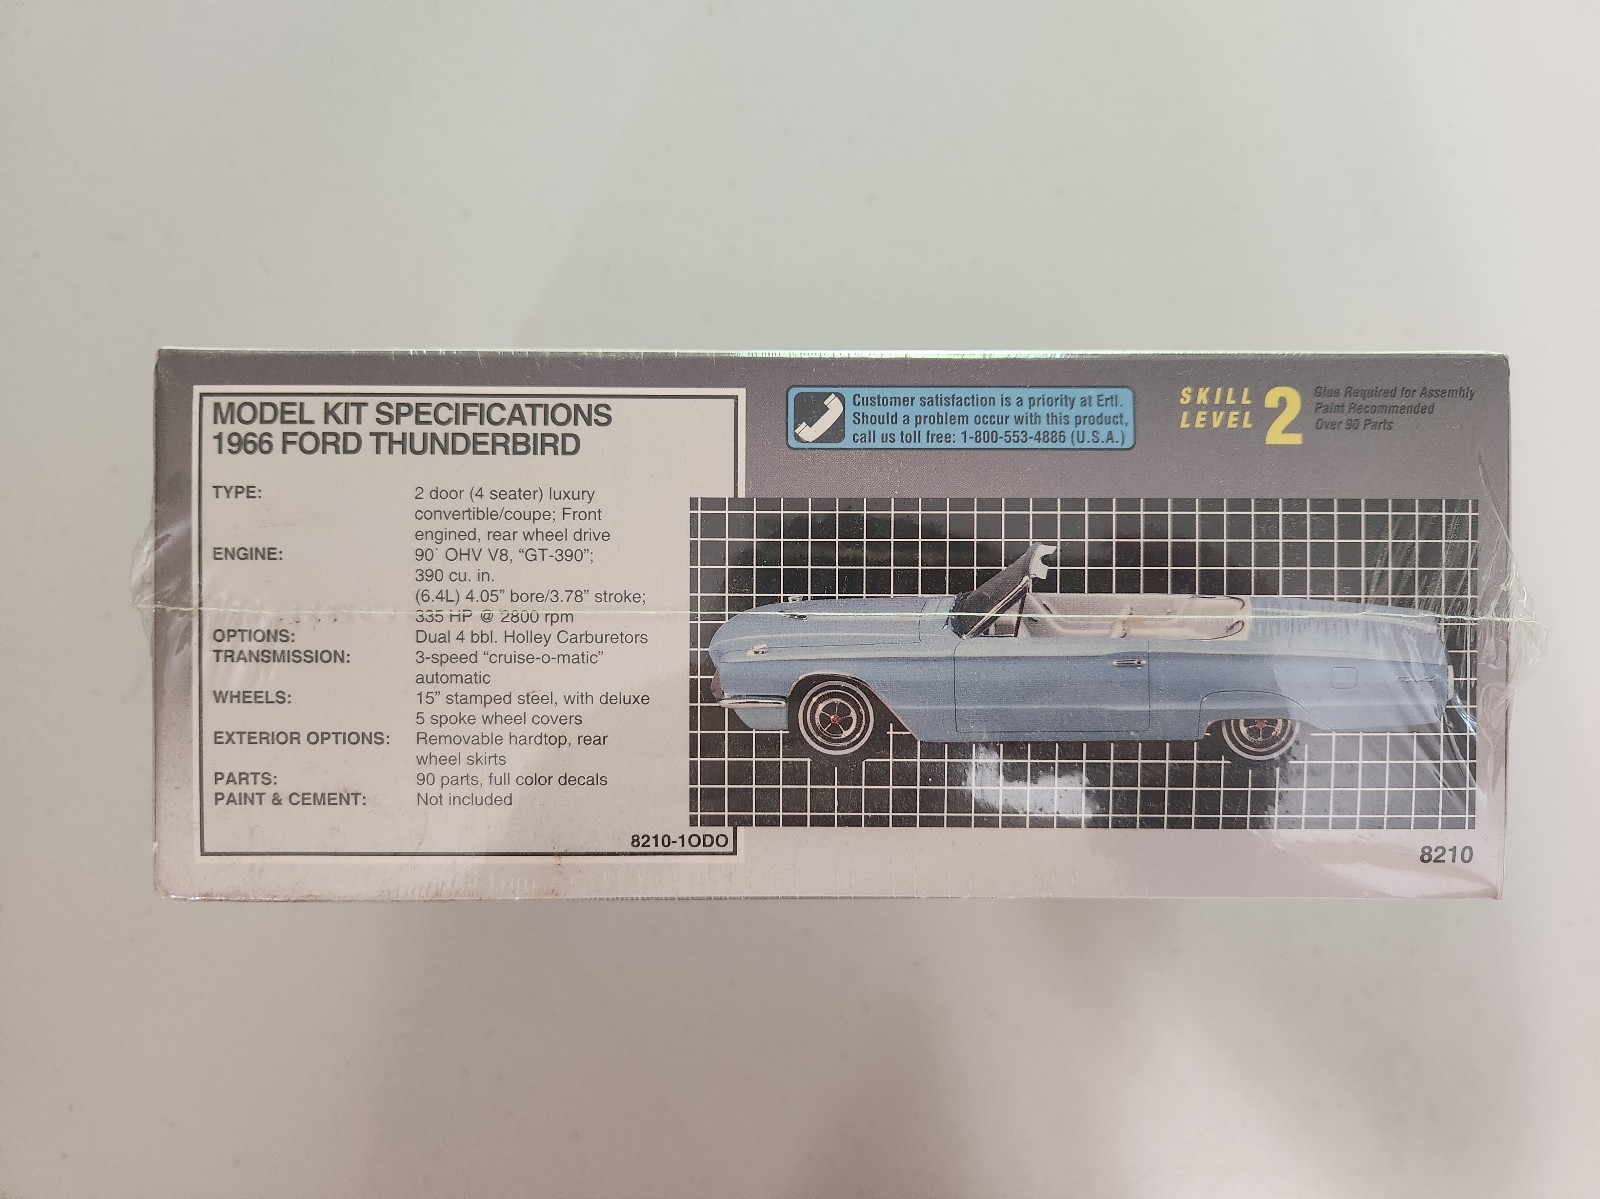 MODEL KIT SPECIFICATIONS
1966 FORD THUNDERBIRD
TYPE: 2 door (4 seater) luxury
convertible/coupe; Front
engined, rear wheel drive
ENGINE: 90˙ OHV V8, “GT-390”;
390 cu. in.
(6.4L) 4.05” bore/3.78” stroke;
335 HP @ 2800 rpm
OPTIONS: Dual 4 bbl. Holley Carburetors
TRANSMISSION: 3-speed “cruise-o-matic”
automatic
WHEELS: 15” stamped steel, with deluxe
5 spoke wheel covers
EXTERIOR OPTIONS: Removable hardtop, rear
wheel skirts
PARTS: 90 parts, full color decals
PAINT & CEMENT: Not included
8210-1ODO
Customer satisfaction is a priority at Ertl.
Should a problem occur with this product,
call us toll free: 1-800-553-4886 (U.S.A.)
SKILL
LEVEL 2
Glue Required for Assembly
Paint Recommended
Over 90 Parts
8210